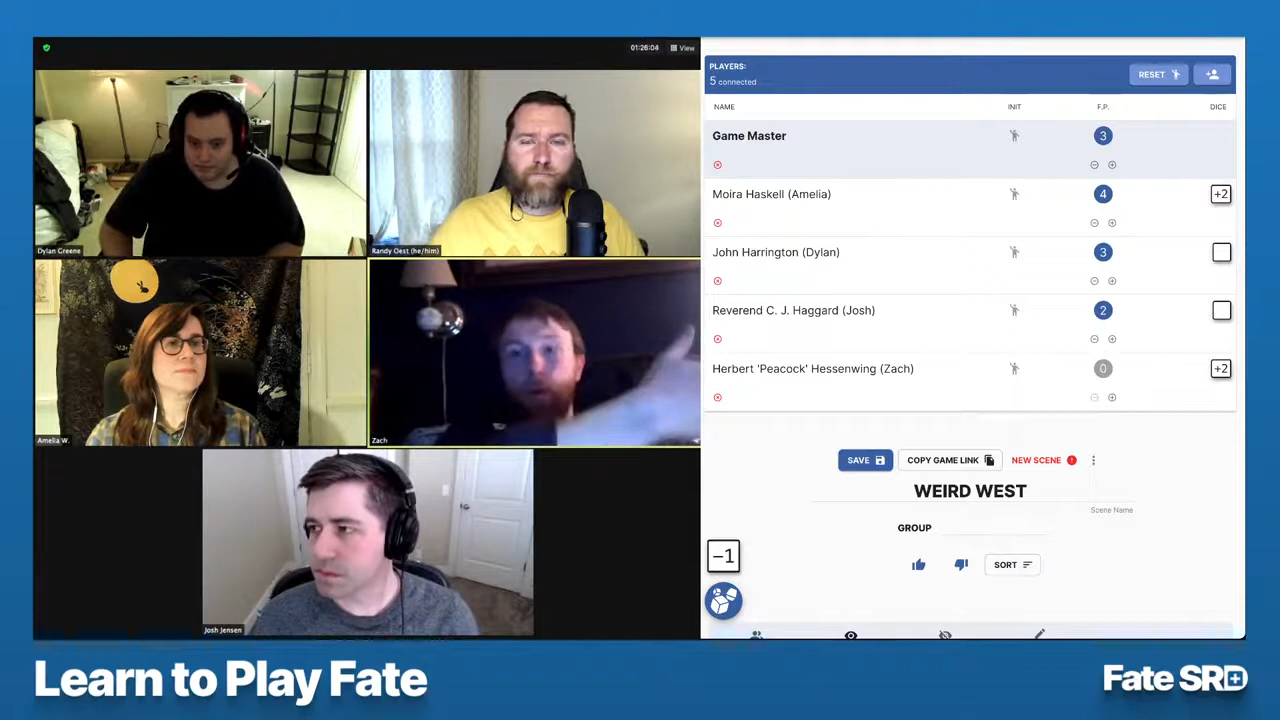 01:26:04 View
Dylan Greene
Randy Oest (he/him)
Amelia W.
Zach
Josh Jensen
PLAYERS:
5 connected
RESET
NAME INIT F.P. DICE
Game Master 3
Moira Haskell (Amelia) 4 +2
John Harrington (Dylan) 3
Reverend C. J. Haggard (Josh) 2
Herbert 'Peacock' Hessenwing (Zach) 0 +2
SAVE COPY GAME LINK NEW SCENE
WEIRD WEST
Scene Name
GROUP
−1
SORT
Learn to Play Fate
Fate SRD